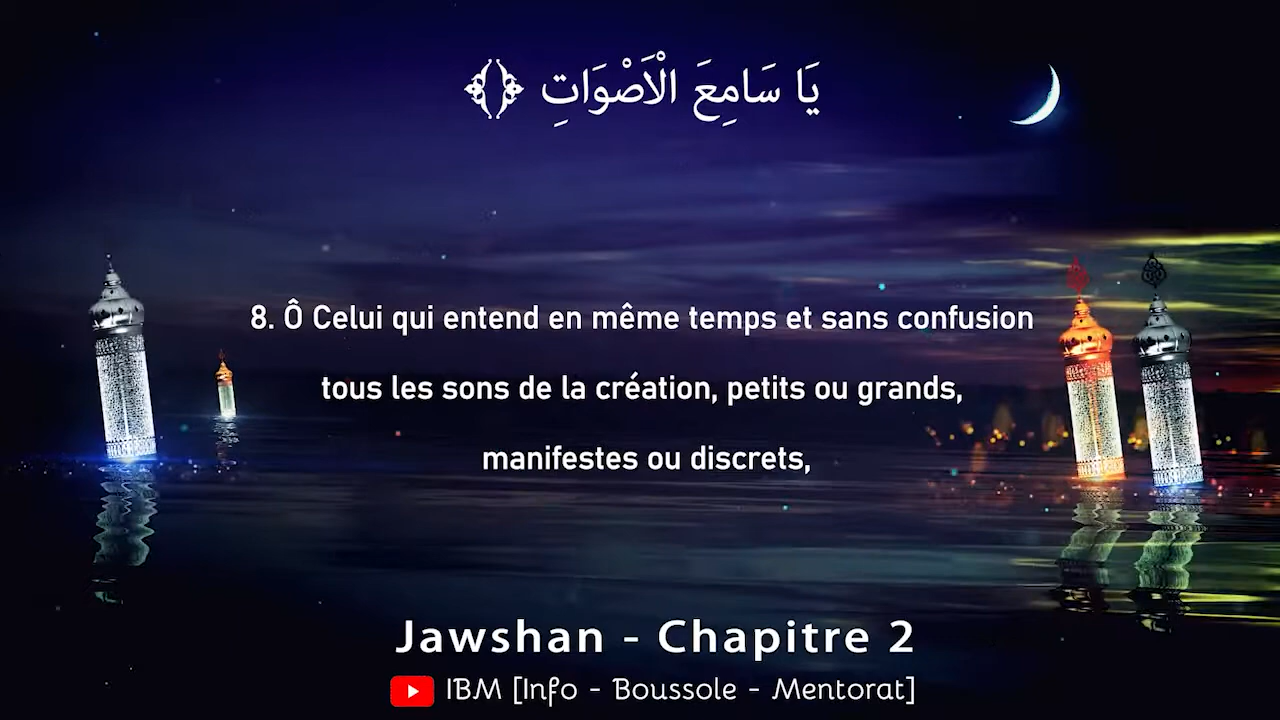 يَا سَامِعَ الْاَصْوَاتِ
8. Ô Celui qui entend en même temps et sans confusion
tous les sons de la création, petits ou grands,
manifestes ou discrets,
Jawshan - Chapitre 2
IBM [Info - Boussole - Mentorat]